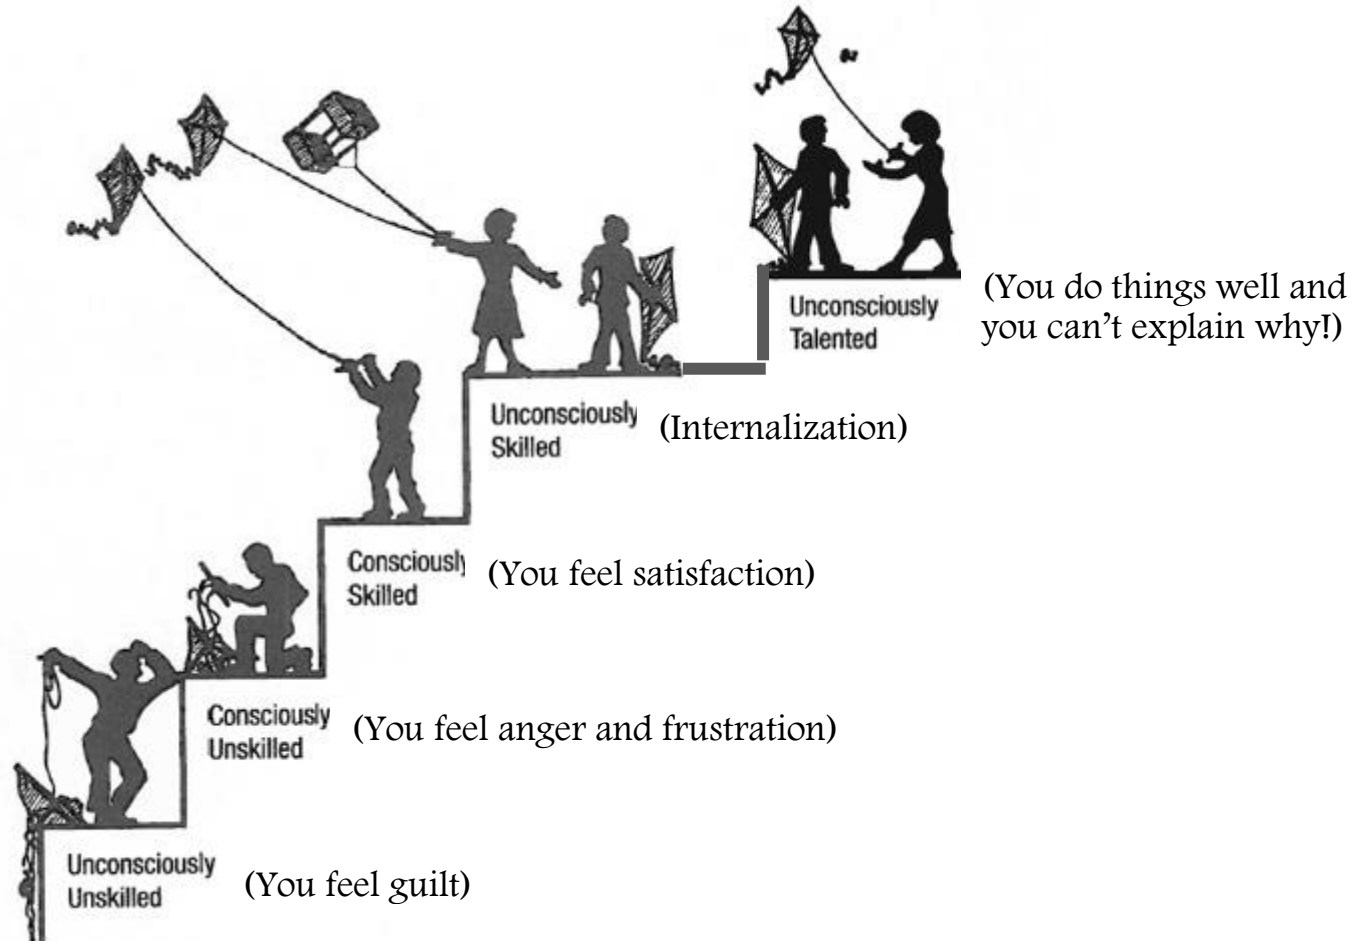 (You do things well and
you can't explain why!)
Unconsciously
Talented
Unconsciously
Skilled
(Internalization)
Consciously
Skilled
(You feel satisfaction)
Consciously
Unskilled
(You feel anger and frustration)
Unconsciously
Unskilled
(You feel guilt)